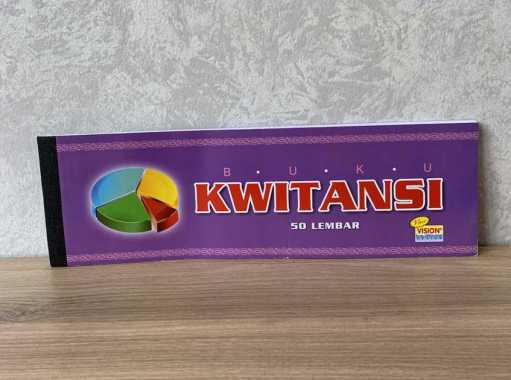 B • U • K • U
KWITANSI
50 LEMBAR
VISION